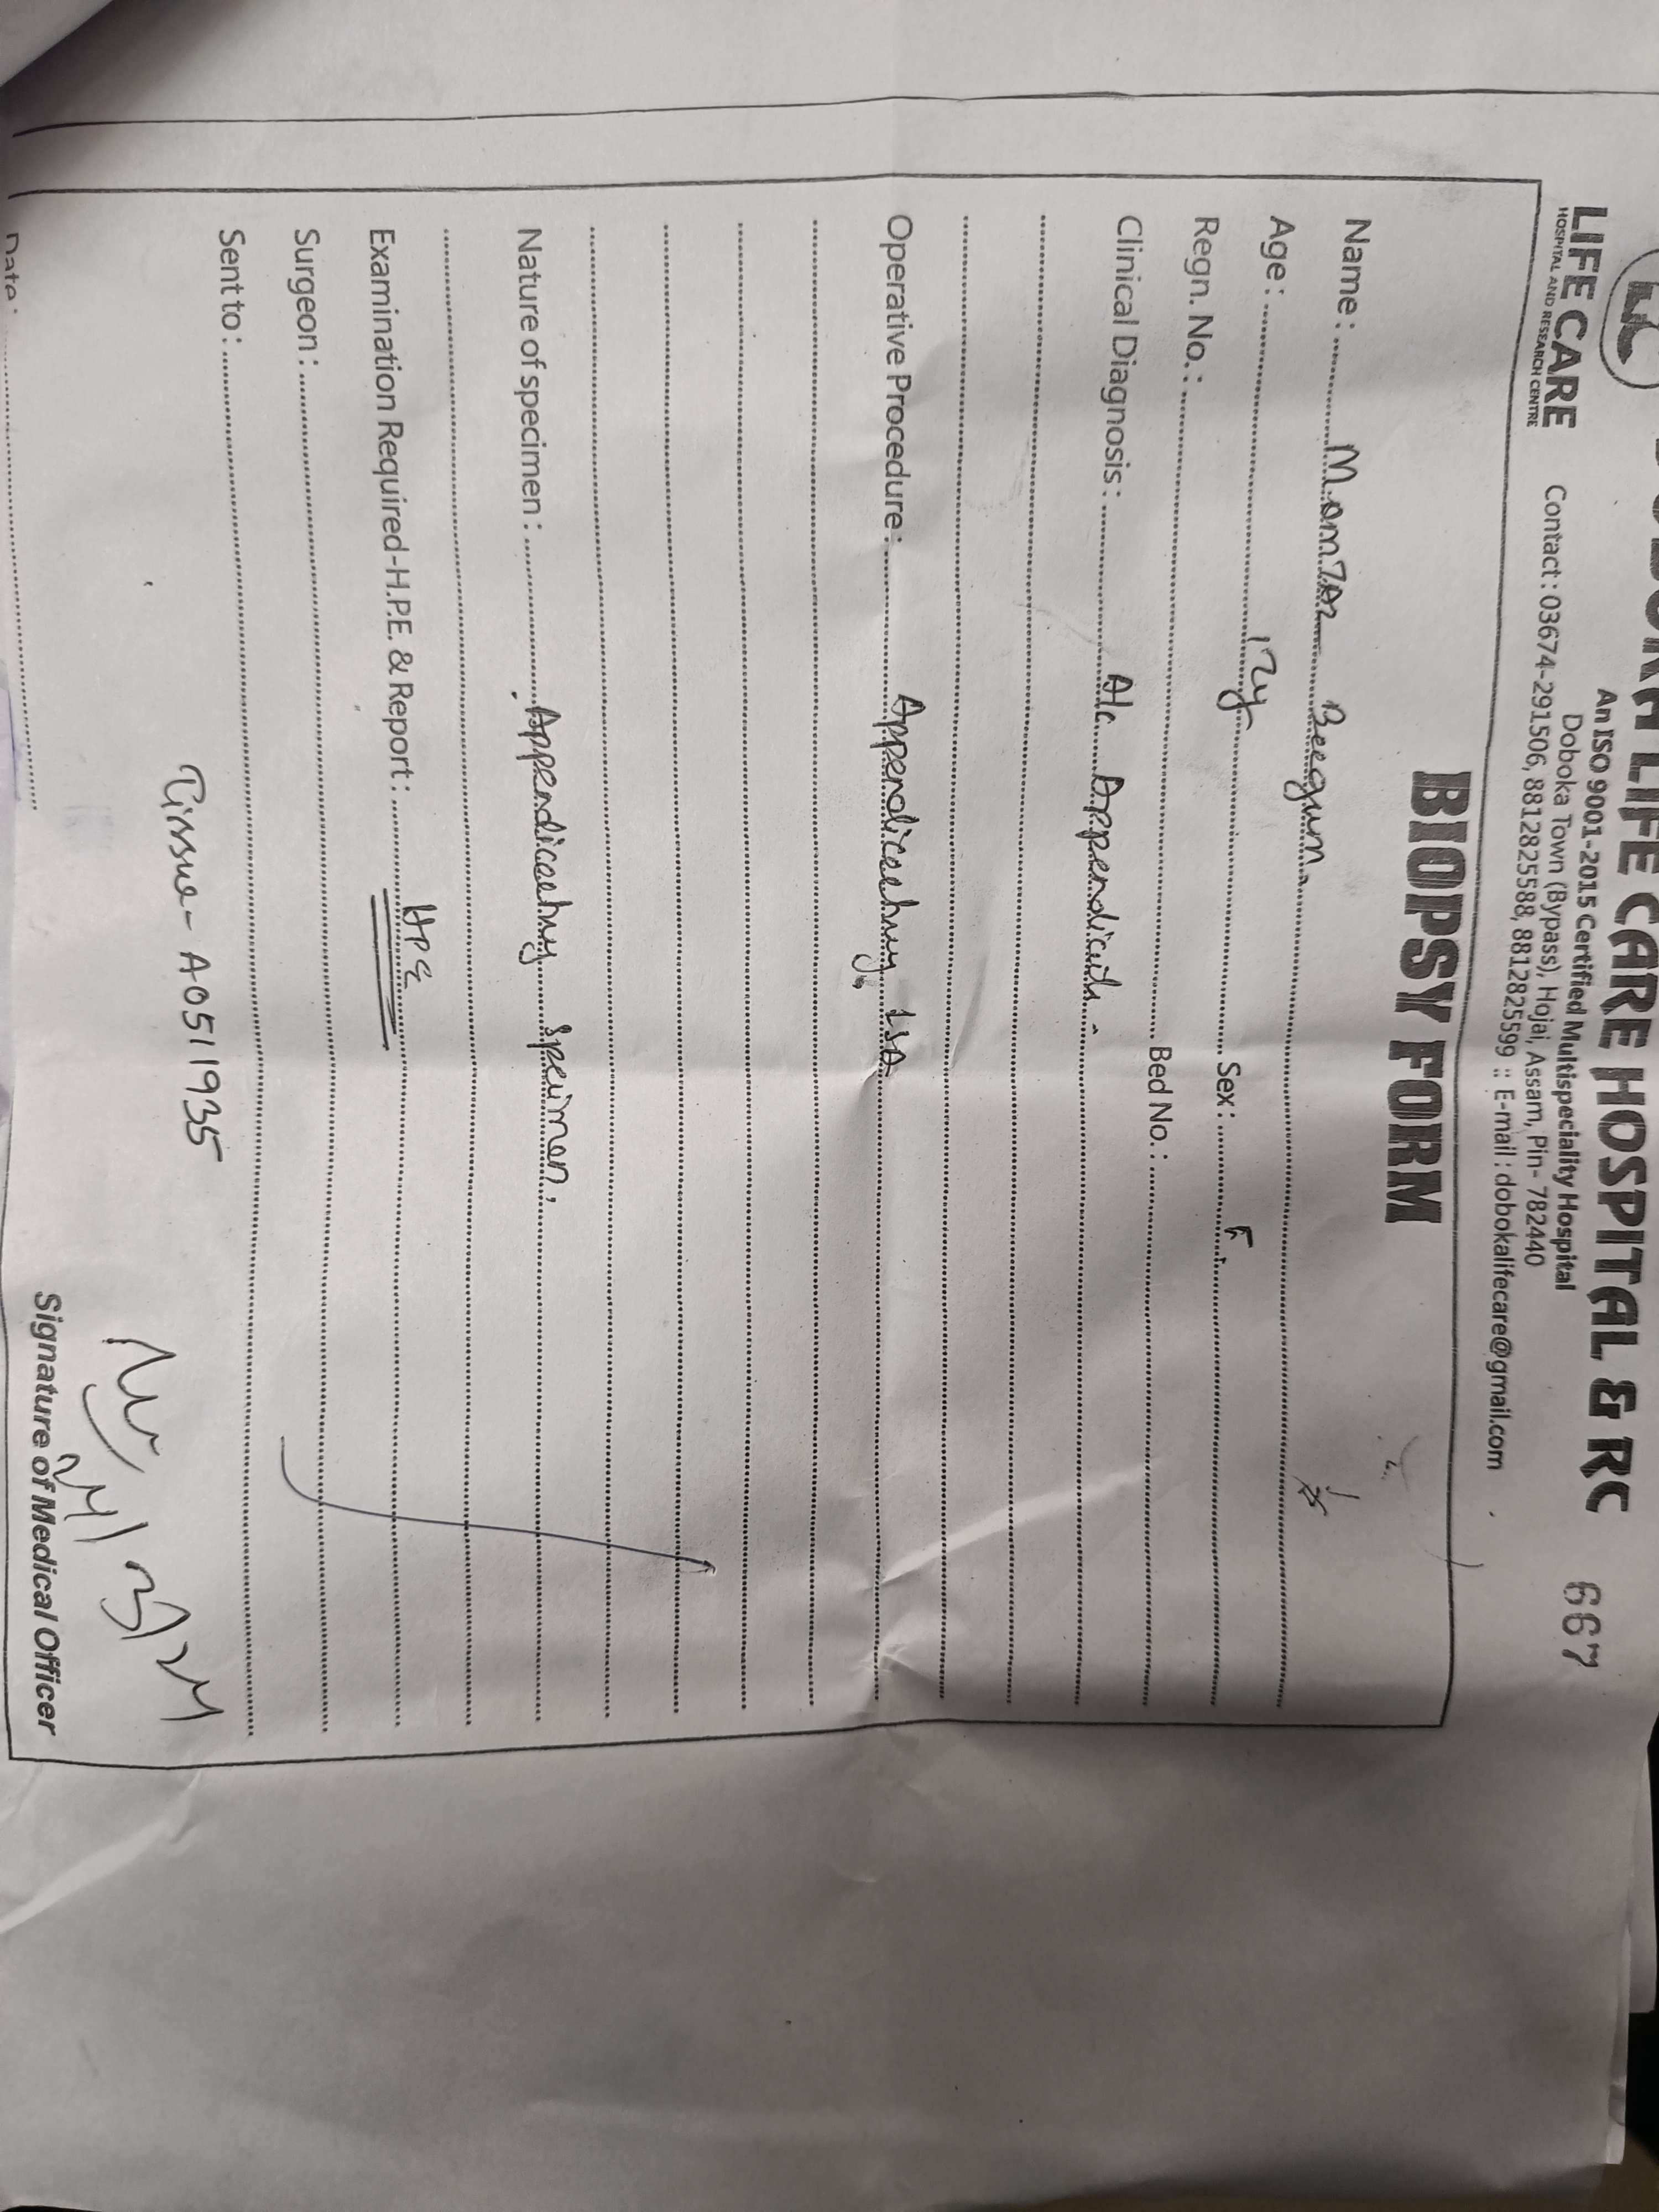 LIFE CARE HOSPITAL & RC 667
An ISO 9001-2015 Certified Multispeciality Hospital
Doboka Town (Bypass), Hojai, Assam, Pin- 782440
LIFE CARE
HOSPITAL AND RESEARCH CENTRE
Contact : 03674-291506, 8812825588, 8812825599 :: E-mail : dobokalifecare@gmail.com
BIOPSY FORM
Name : Momtaz Beegum.
Age : Sex : F.
Regn. No. : Bed No. :
Clinical Diagnosis : A/c Appendicitis.
Operative Procedure : Appendicectomy
Nature of specimen : Appendicectomy Specimen.
Examination Required-H.P.E. & Report : HPE
Surgeon :
Sent to :
Tissue - A0511935
Date :
Signature of Medical Officer